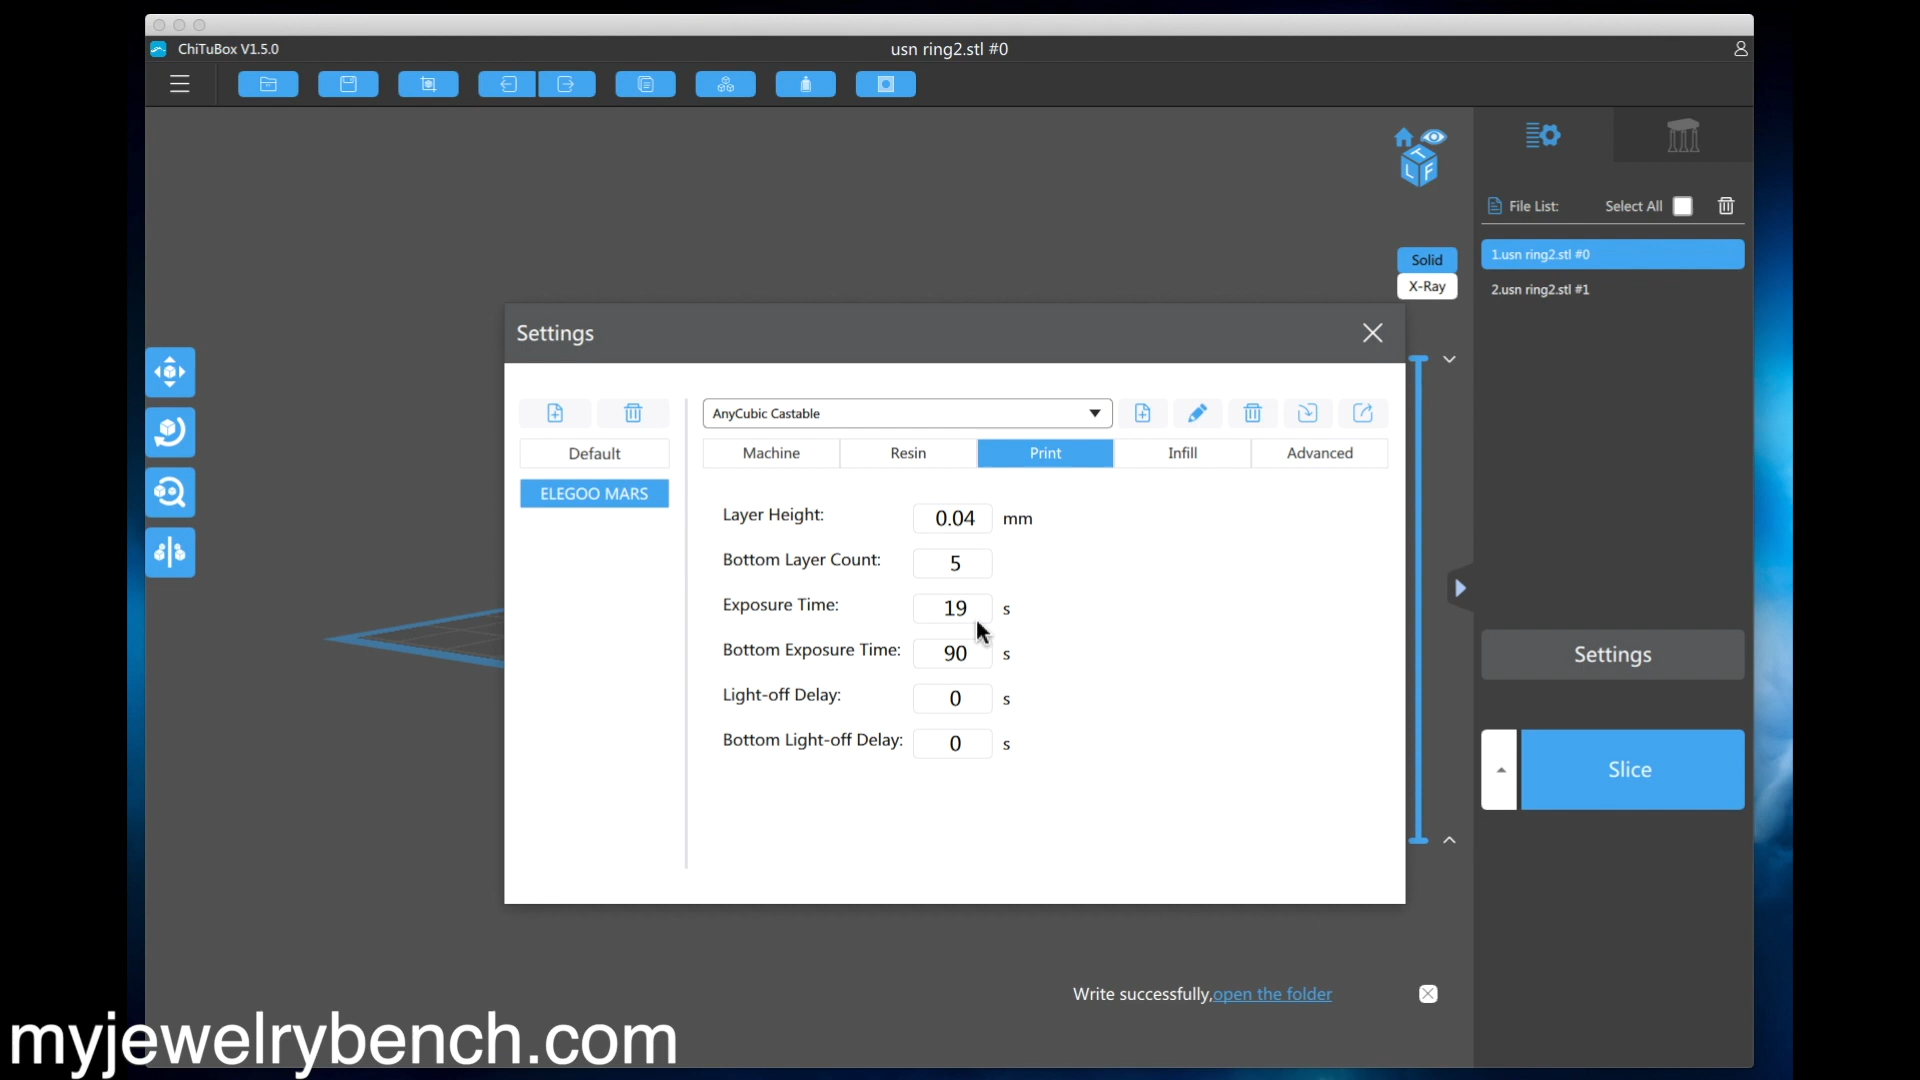 ChiTuBox V1.5.0
usn ring2.stl #0
T
L F
File List:
Select All
Solid
X-Ray
1.usn ring2.stl #0
2.usn ring2.stl #1
Settings
AnyCubic Castable
Default
ELEGOO MARS
Machine
Resin
Print
Infill
Advanced
Layer Height: 0.04 mm
Bottom Layer Count: 5
Exposure Time: 19 s
Bottom Exposure Time: 90 s
Light-off Delay: 0 s
Bottom Light-off Delay: 0 s
Settings
Slice
Write successfully,open the folder
myjewelrybench.com